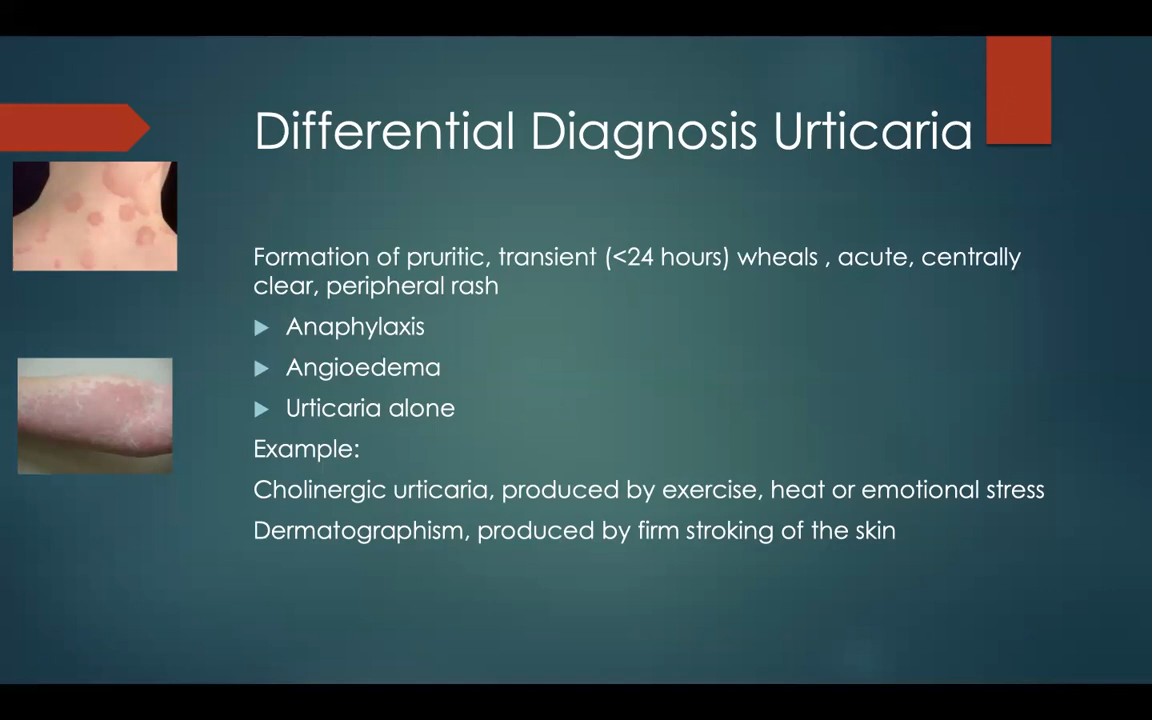 Differential Diagnosis Urticaria
Formation of pruritic, transient (<24 hours) wheals , acute, centrally
clear, peripheral rash
Anaphylaxis
Angioedema
Urticaria alone
Example:
Cholinergic urticaria, produced by exercise, heat or emotional stress
Dermatographism, produced by firm stroking of the skin